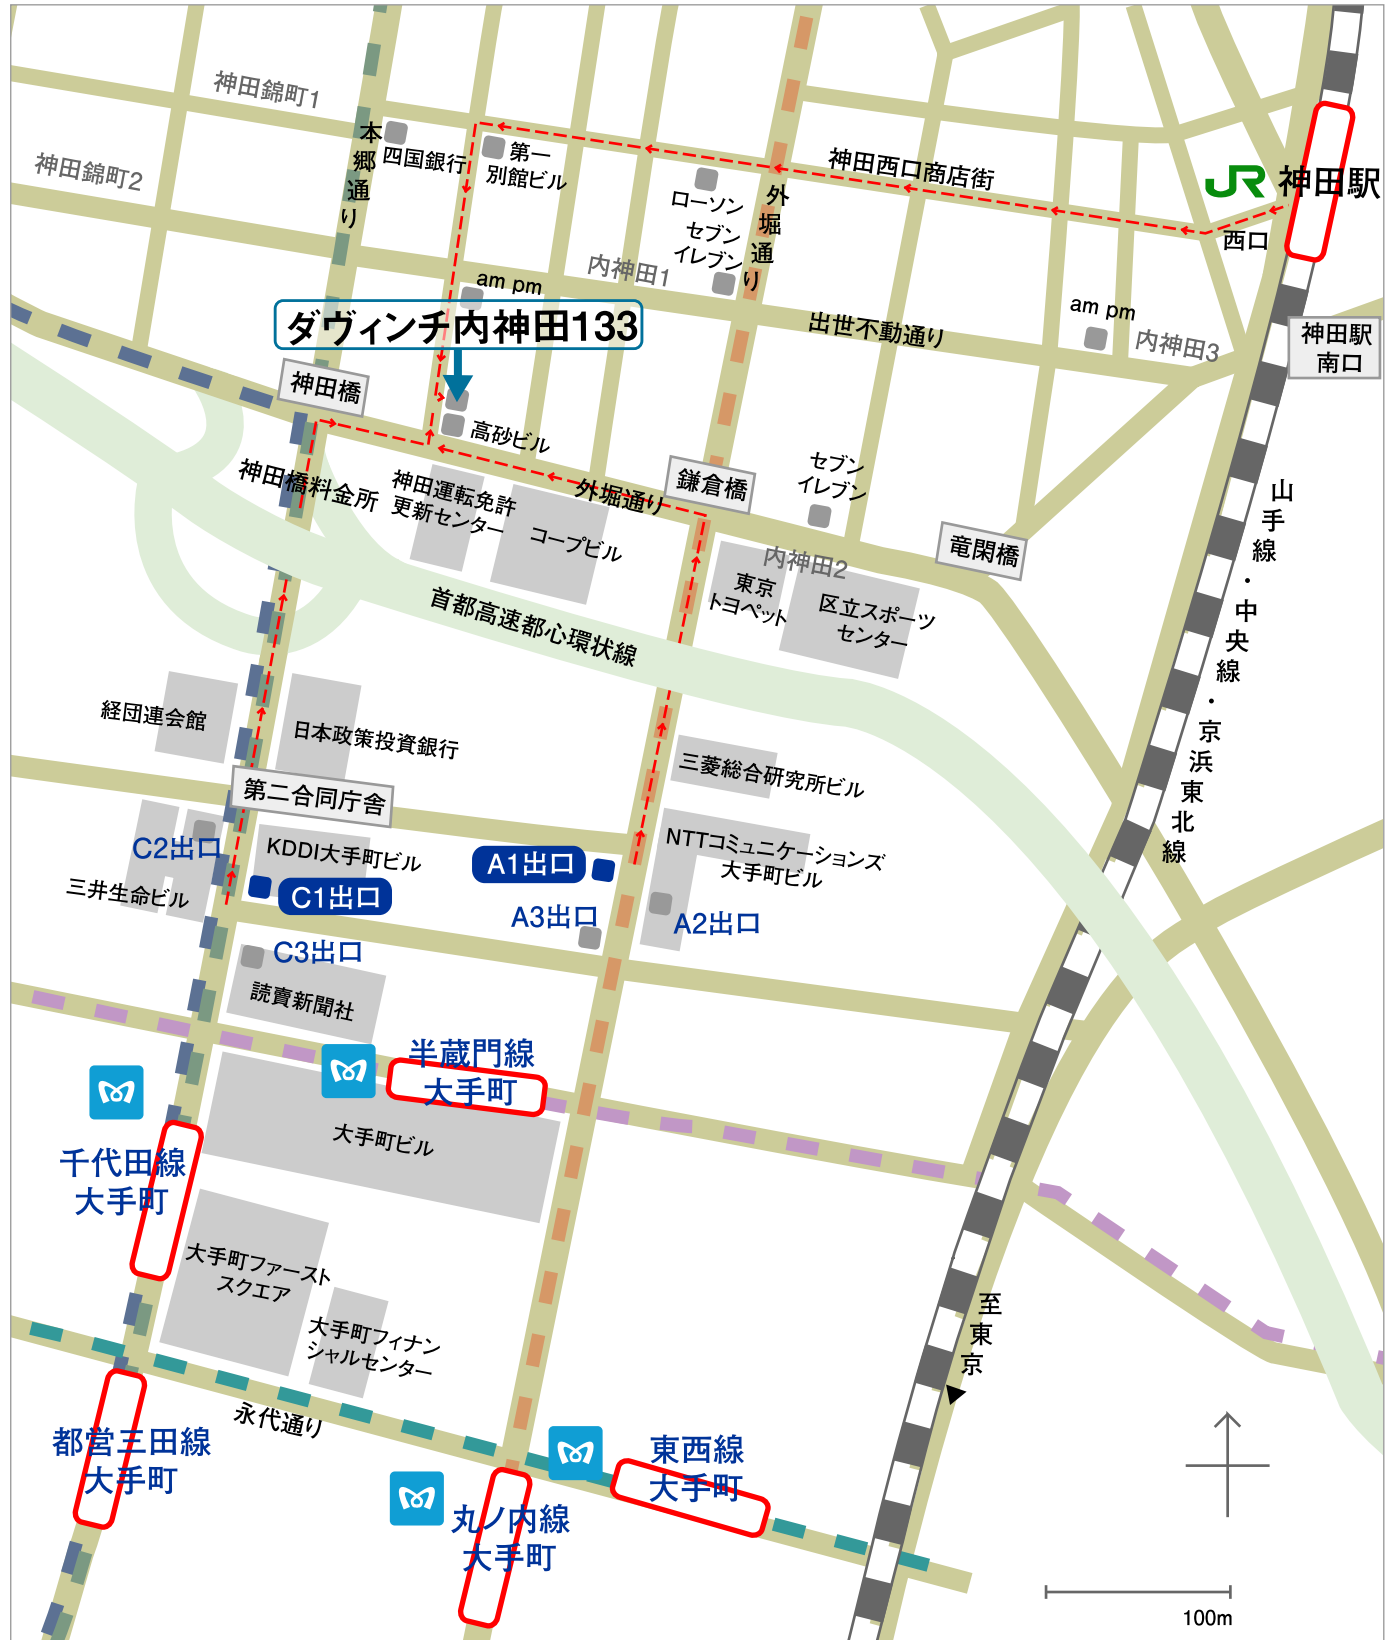 神田錦町1
神田錦町2
本郷通り
四国銀行
第一
別館ビル
ローソン
セブン
イレブン
外堀通り
神田西口商店街
JR 神田駅
西口
内神田1
am pm
ダヴィンチ内神田133
出世不動通り
am pm
内神田3
神田駅
南口
神田橋
高砂ビル
神田橋料金所
神田運転免許
更新センター
外堀通り
コープビル
鎌倉橋
セブン
イレブン
竜閑橋
内神田2
東京
トヨペット
区立スポーツ
センター
首都高速都心環状線
山手線・中央線・京浜東北線
経団連会館
日本政策投資銀行
第二合同庁舎
三菱総合研究所ビル
C2出口
KDDI大手町ビル
三井生命ビル
C1出口
A1出口
NTTコミュニケーションズ
大手町ビル
A3出口
A2出口
C3出口
読賣新聞社
半蔵門線
大手町
大手町ビル
千代田線
大手町
大手町ファースト
スクエア
大手町フィナン
シャルセンター
至東京
永代通り
都営三田線
大手町
東西線
大手町
丸ノ内線
大手町
100m